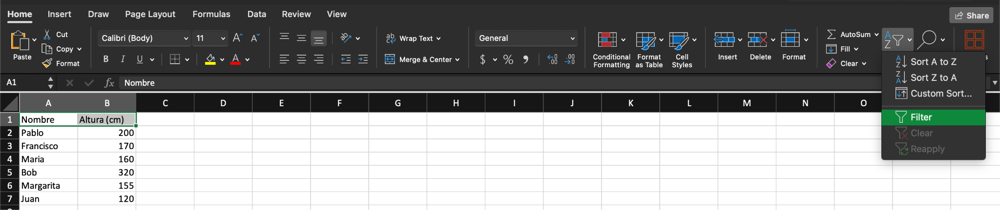 Home Insert Draw Page Layout Formulas Data Review View Share
Paste
Cut
Copy
Format
Calibri (Body) 11 A^ A˅
B I U A
ab Wrap Text
Merge & Center
General
$ % 9
Conditional Formatting
Format as Table
Cell Styles
Insert
Delete
Format
AutoSum
Fill
Clear
A Z
Sort A to Z
Sort Z to A
Custom Sort...
Filter
Clear
Reapply
A1 fx Nombre
A B C D E F G H I J K L M N O
1 Nombre Altura (cm)
2 Pablo 200
3 Francisco 170
4 Maria 160
5 Bob 320
6 Margarita 155
7 Juan 120